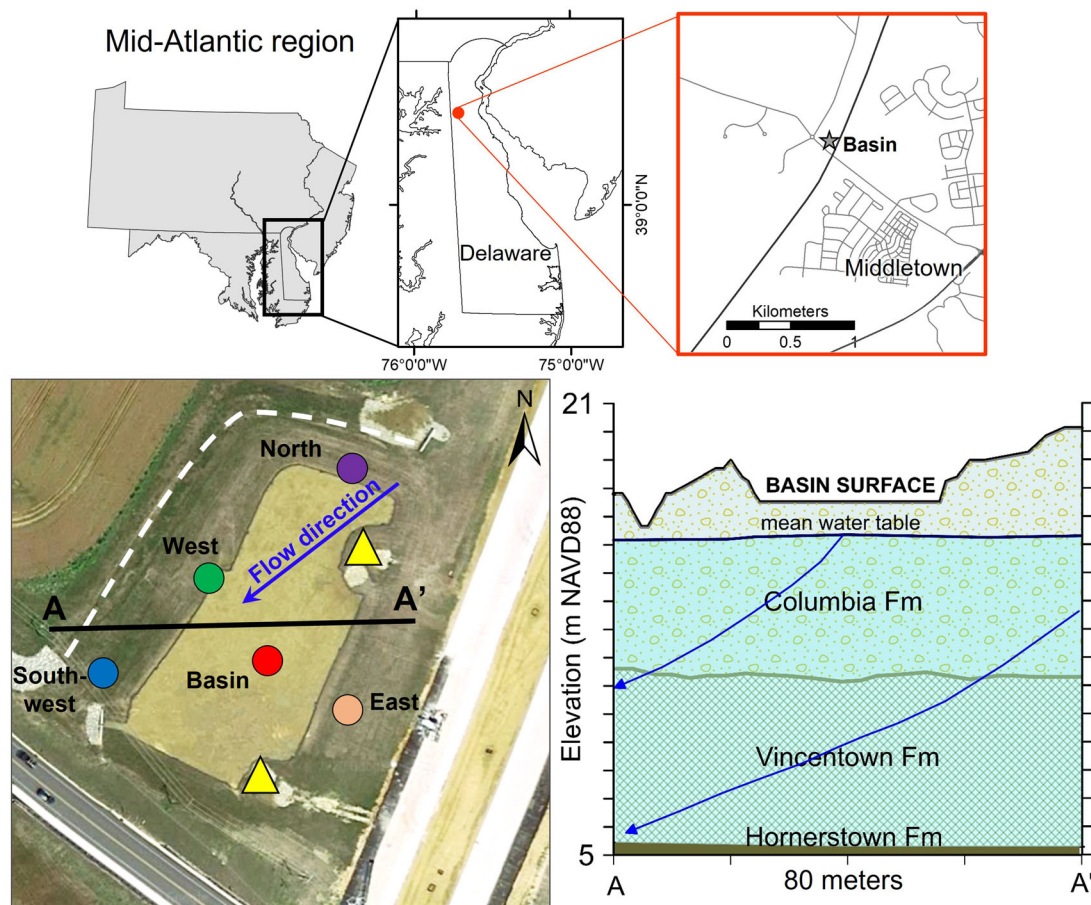 Mid-Atlantic region
Delaware
39°0'0"N
76°0'0"W
75°0'0"W
Basin
Middletown
Kilometers
0 0.5 1
N
North
Flow direction
West
A
A'
South-
west
Basin
East
21
Elevation (m NAVD88)
5
BASIN SURFACE
mean water table
Columbia Fm
Vincentown Fm
Hornerstown Fm
A
80 meters
A'